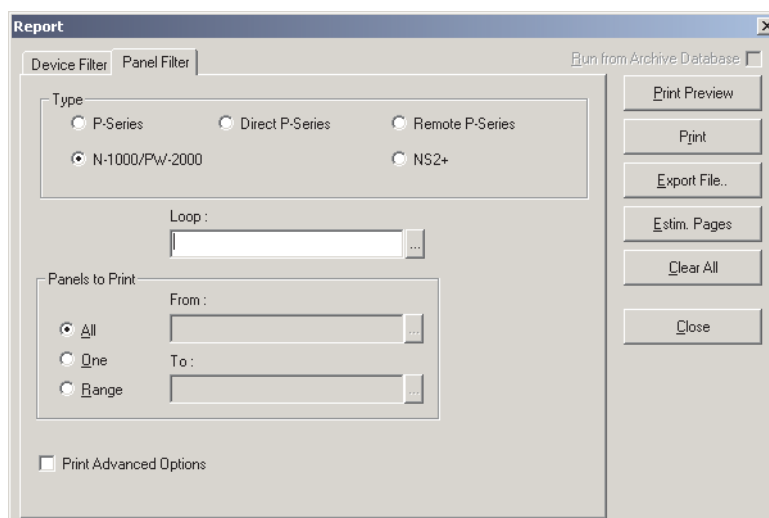 Report
Device Filter
Panel Filter
Run from Archive Database
Type
P-Series
Direct P-Series
Remote P-Series
N-1000/PW-2000
NS2+
Loop :
...
Panels to Print
From :
All
...
One
To :
Range
...
Print Advanced Options
Print Preview
Print
Export File..
Estim. Pages
Clear All
Close